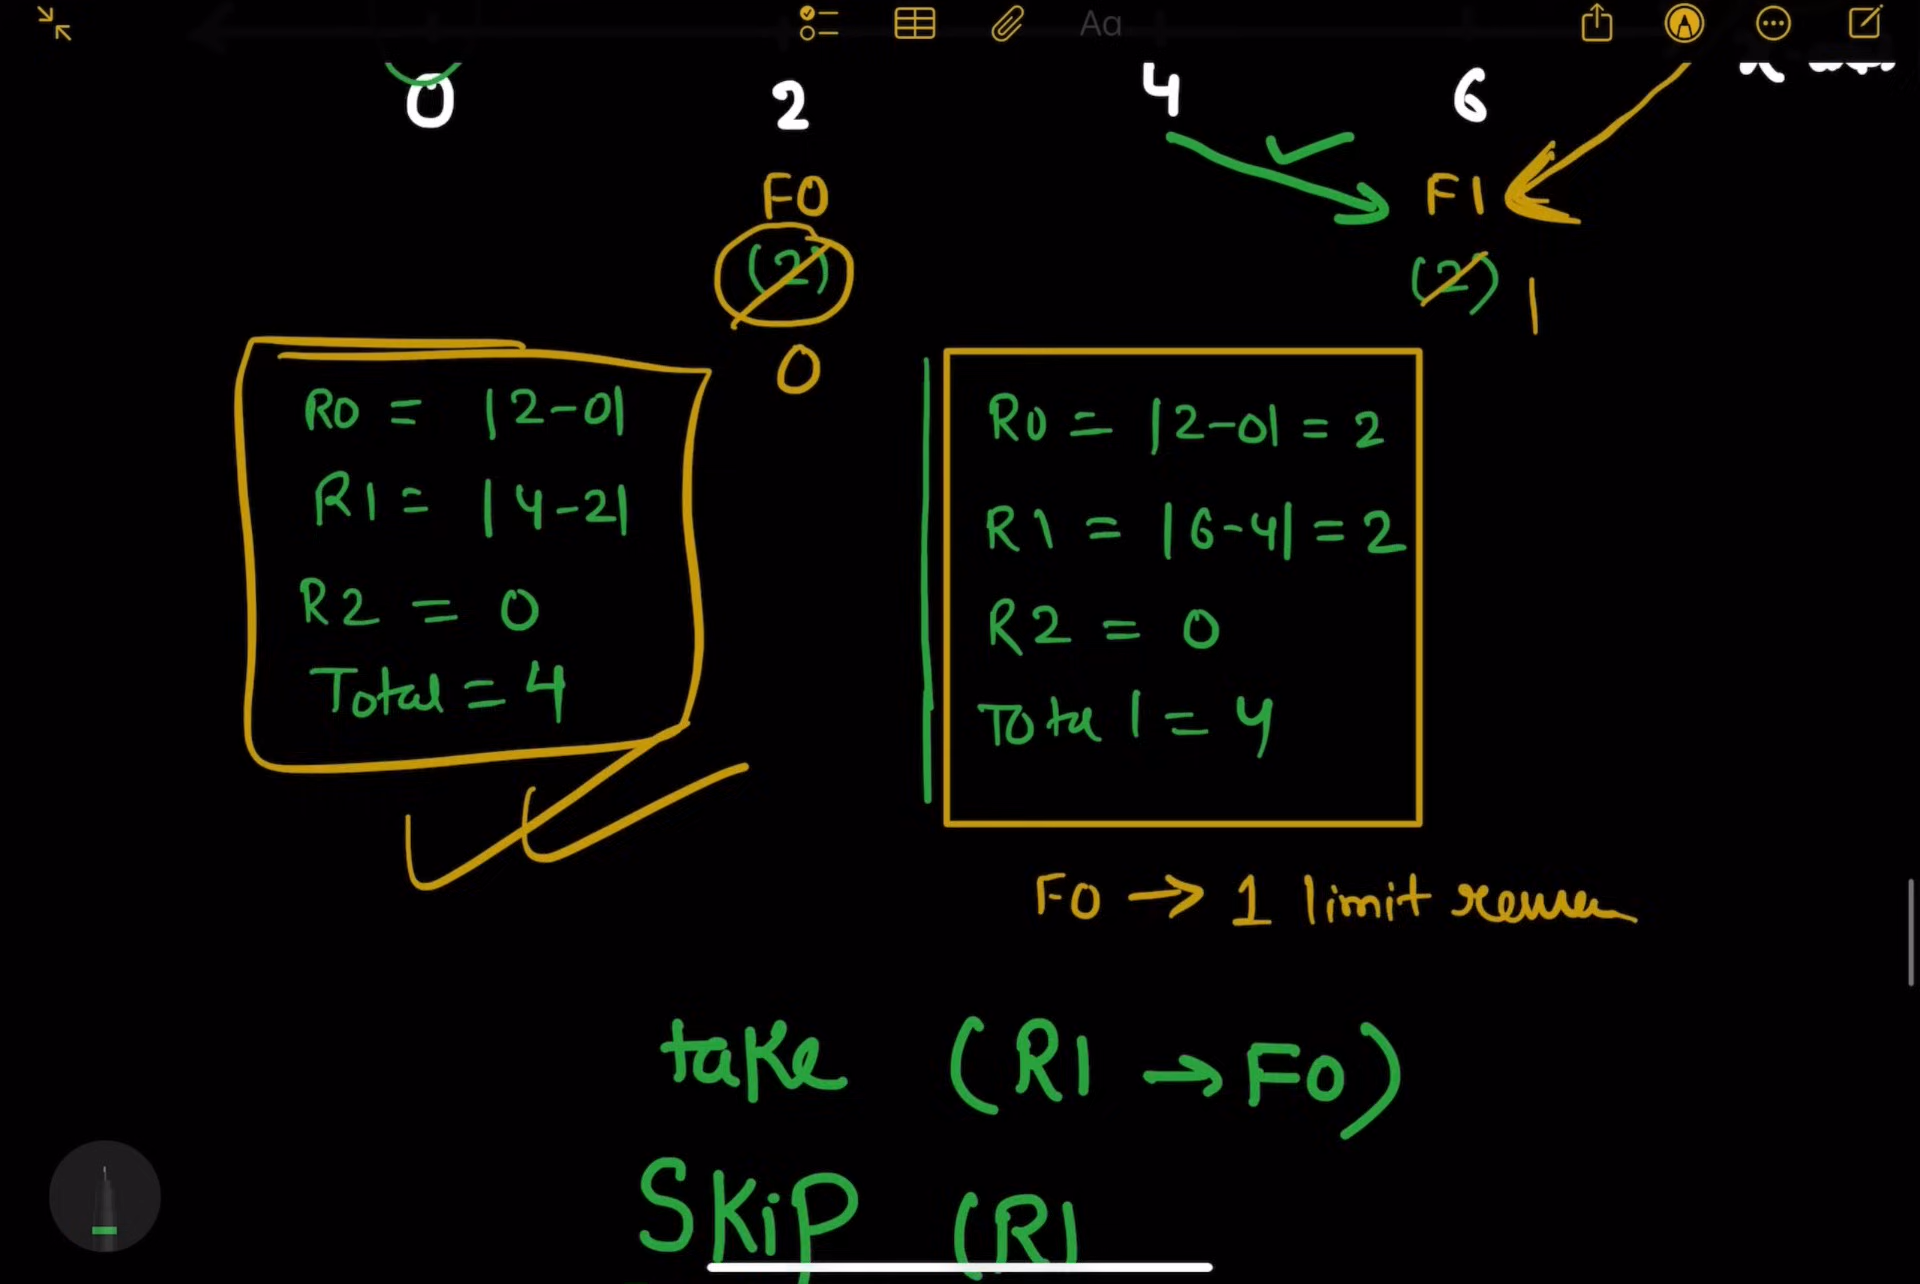 Aa
0 2 4 6
F0 F1
(2) (2) 1
0
R0 = |2-0|
R1 = |4-2|
R2 = 0
Total = 4
R0 = |2-0| = 2
R1 = |6-4| = 2
R2 = 0
Total = 4
F0 → 1 limit
take (R1 → F0)
SKiP (R1